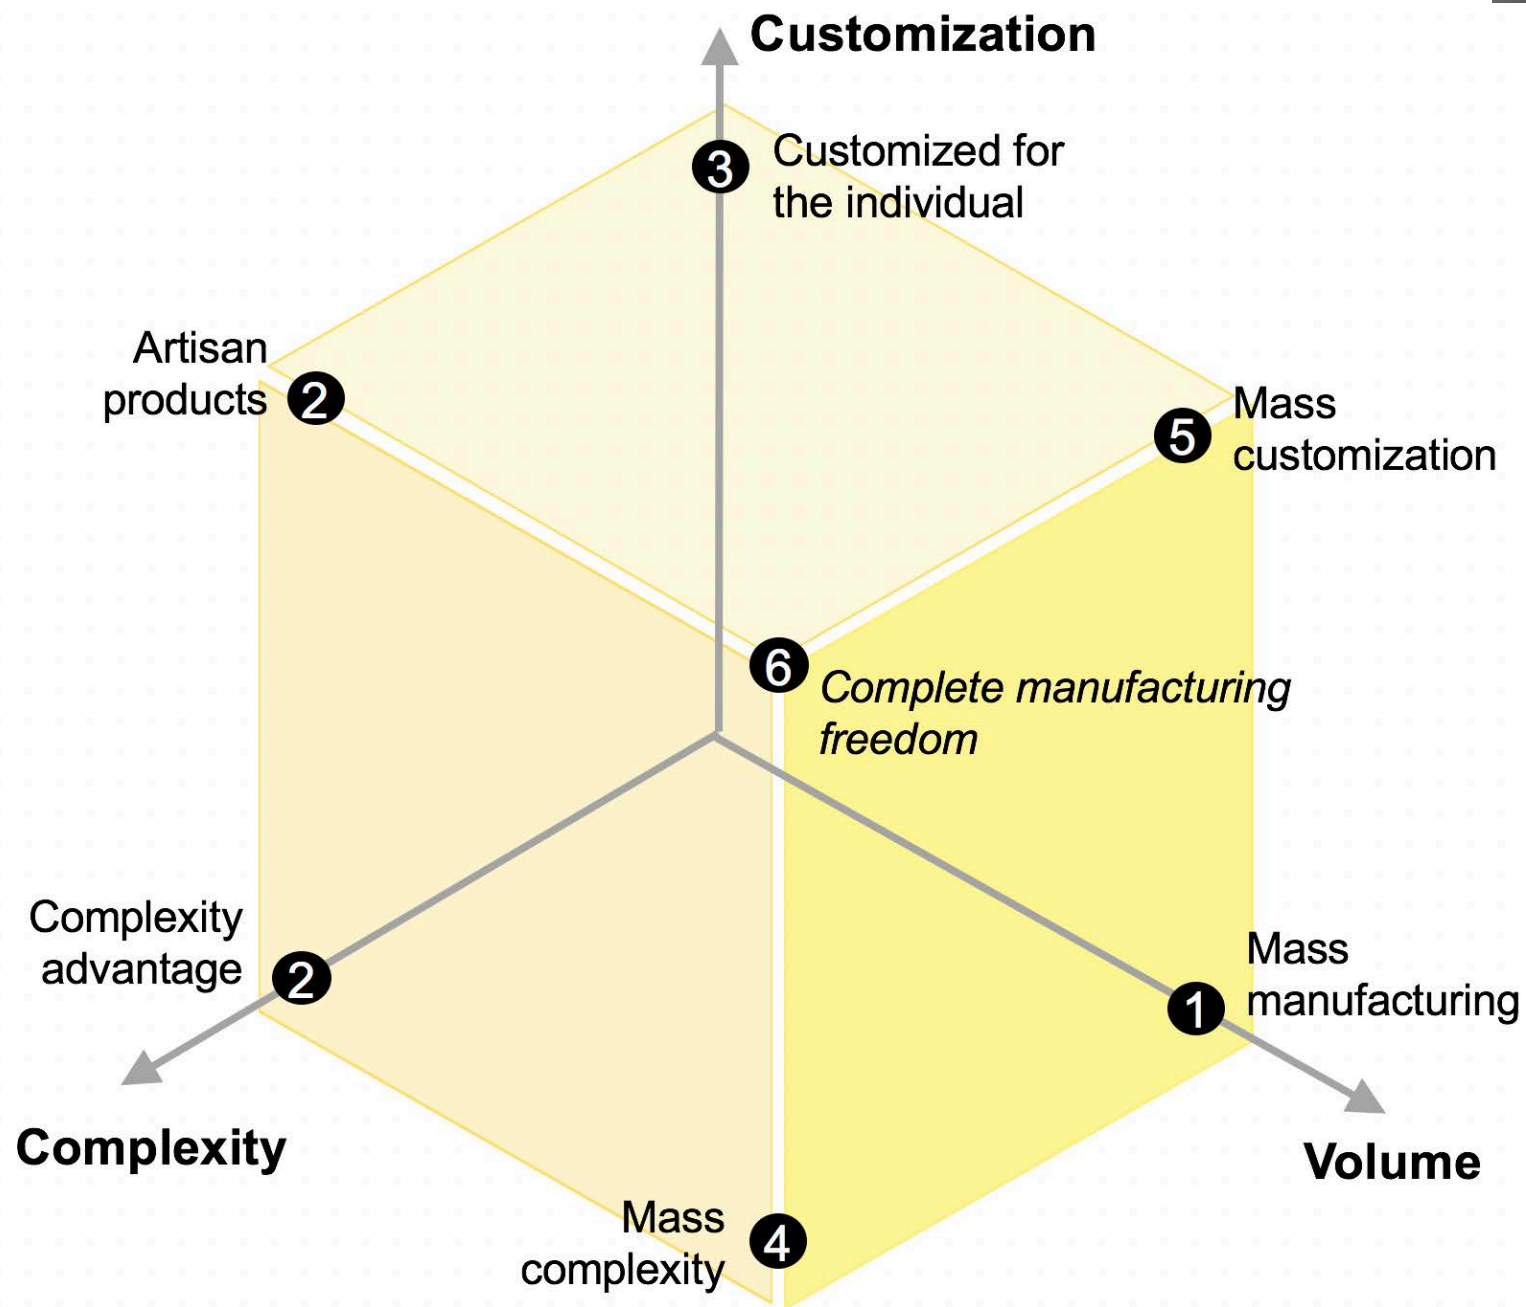 Customization
3
Customized for
the individual
Artisan
products
2
Mass
customization
5
6
Complete manufacturing
freedom
Complexity
advantage
2
Mass
manufacturing
1
Complexity
Volume
Mass
complexity
4